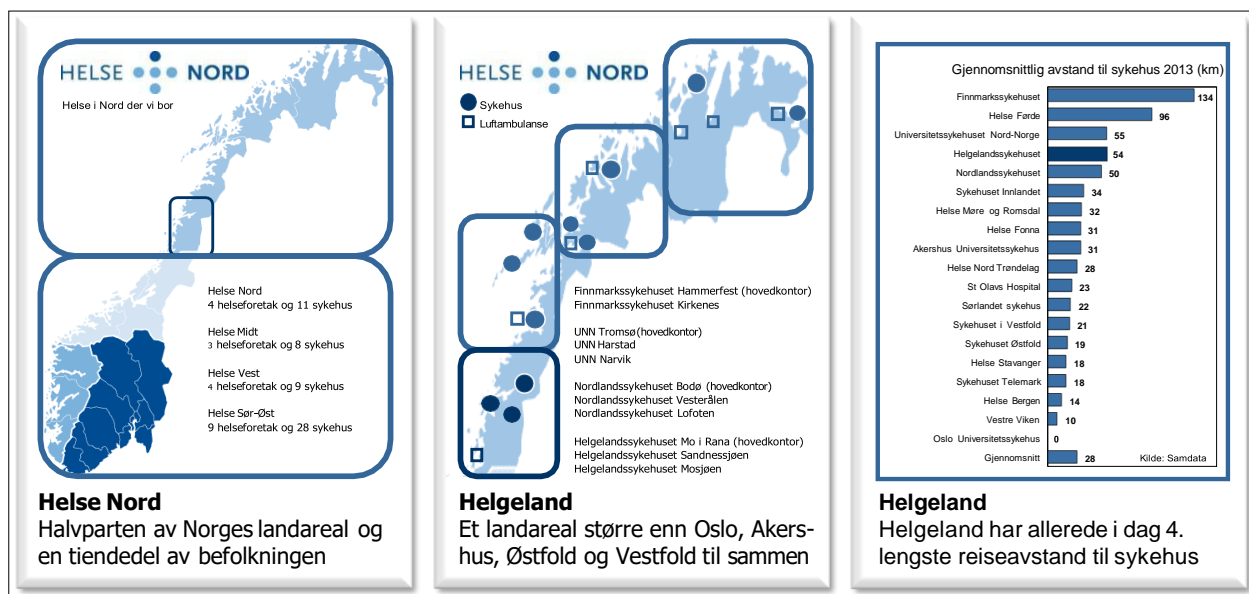 HELSE NORD
Helse i Nord der vi bor
Helse Nord
4 helseforetak og 11 sykehus
Helse Midt
3 helseforetak og 8 sykehus
Helse Vest
4 helseforetak og 9 sykehus
Helse Sør-Øst
9 helseforetak og 28 sykehus
Helse Nord
Halvparten av Norges landareal og
en tiendedel av befolkningen
HELSE NORD
Sykehus
Luftambulanse
Finnmarkssykehuset Hammerfest (hovedkontor)
Finnmarkssykehuset Kirkenes
UNN Tromsø(hovedkontor)
UNN Harstad
UNN Narvik
Nordlandssykehuset Bodø (hovedkontor)
Nordlandssykehuset Vesterålen
Nordlandssykehuset Lofoten
Helgelandssykehuset Mo i Rana (hovedkontor)
Helgelandssykehuset Sandnessjøen
Helgelandssykehuset Mosjøen
Helgeland
Et landareal større enn Oslo, Akers-
hus, Østfold og Vestfold til sammen
Gjennomsnittlig avstand til sykehus 2013 (km)
Finnmarkssykehuset 134
Helse Førde 96
Universitetssykehuset Nord-Norge 55
Helgelandssykehuset 54
Nordlandssykehuset 50
Sykehuset Innlandet 34
Helse Møre og Romsdal 32
Helse Fonna 31
Akershus Universitetssykehus 31
Helse Nord Trøndelag 28
St Olavs Hospital 23
Sørlandet sykehus 22
Sykehuset i Vestfold 21
Sykehuset Østfold 19
Helse Stavanger 18
Sykehuset Telemark 18
Helse Bergen 14
Vestre Viken 10
Oslo Universitetssykehus 0
Gjennomsnitt 28
Kilde: Samdata
Helgeland
Helgeland har allerede i dag 4.
lengste reiseavstand til sykehus